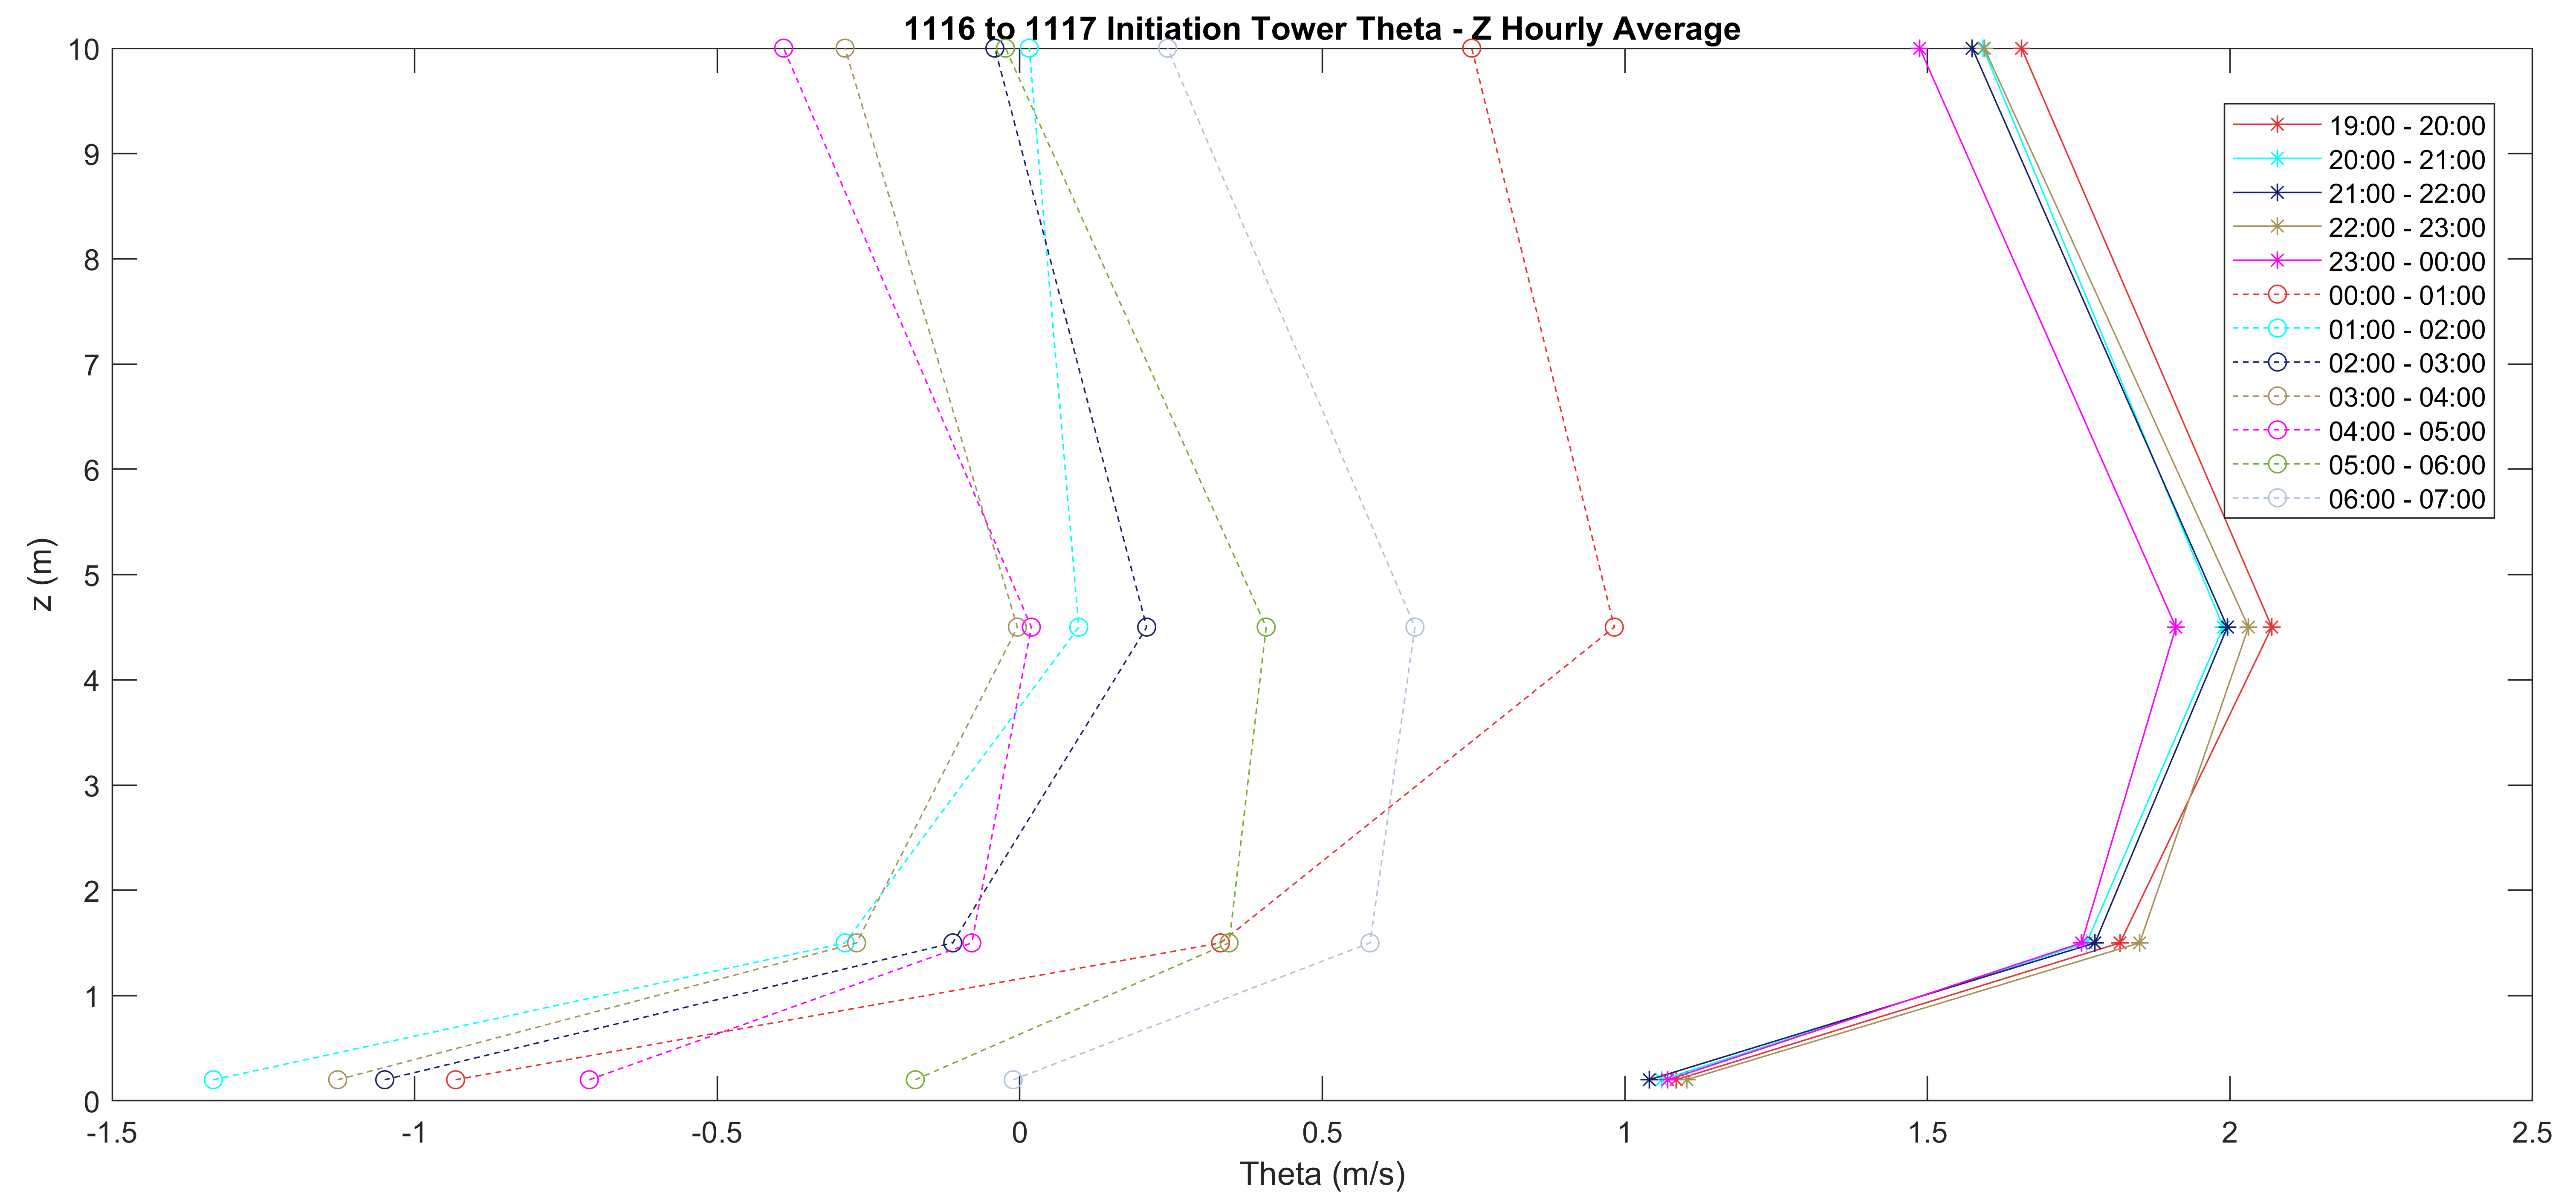 1116 to 1117 Initiation Tower Theta - Z Hourly Average
10
9
8
7
6
5
4
3
2
1
0
z (m)
-1.5 -1 -0.5 0 0.5 1 1.5 2 2.5
Theta (m/s)
19:00 - 20:00
20:00 - 21:00
21:00 - 22:00
22:00 - 23:00
23:00 - 00:00
00:00 - 01:00
01:00 - 02:00
02:00 - 03:00
03:00 - 04:00
04:00 - 05:00
05:00 - 06:00
06:00 - 07:00